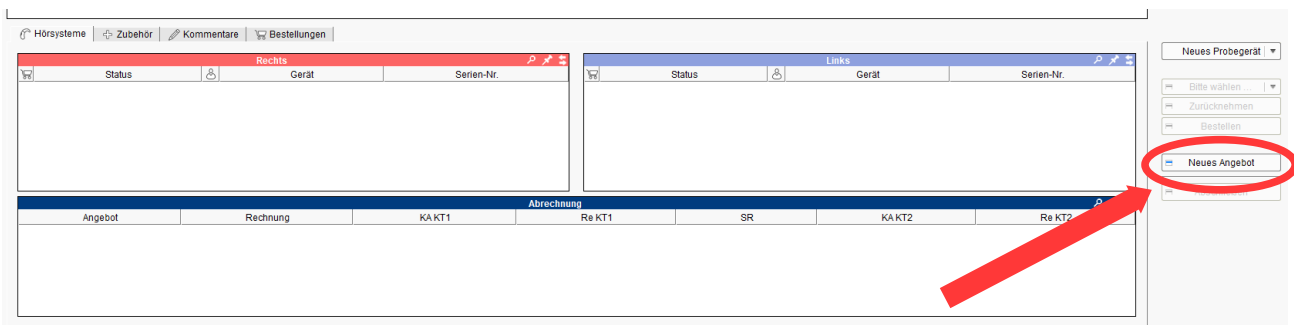 Hörsysteme Zubehör Kommentare Bestellungen
Neues Probegerät
Rechts
Status Gerät Serien-Nr.
Links
Status Gerät Serien-Nr.
Bitte wählen ...
Zurücknehmen
Bestellen
Neues Angebot
Abrechnung
Angebot Rechnung KA KT1 Re KT1 SR KA KT2 Re KT2